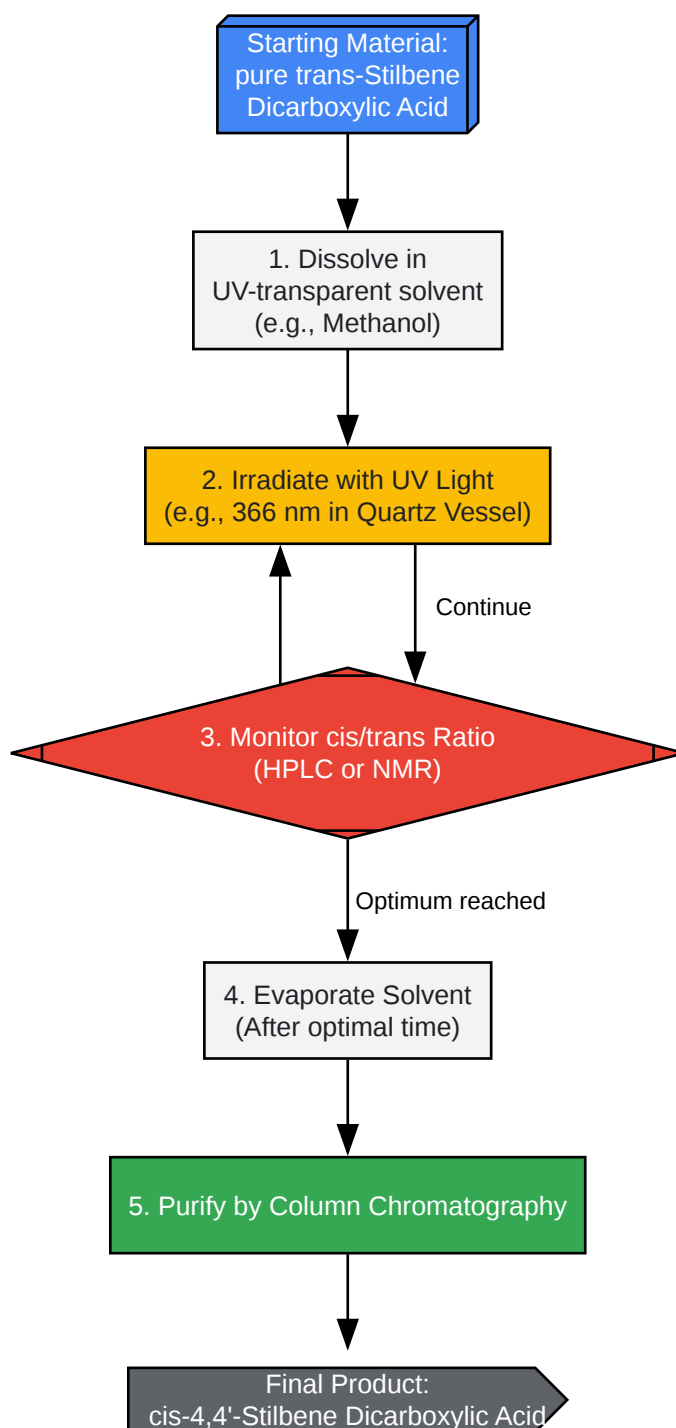 Starting Material:
pure trans-Stilbene
Dicarboxylic Acid
1. Dissolve in
UV-transparent solvent
(e.g., Methanol)
2. Irradiate with UV Light
(e.g., 366 nm in Quartz Vessel)
Continue
3. Monitor cis/trans Ratio
(HPLC or NMR)
Optimum reached
4. Evaporate Solvent
(After optimal time)
5. Purify by Column Chromatography
Final Product:
cis-4,4'-Stilbene Dicarboxylic Acid